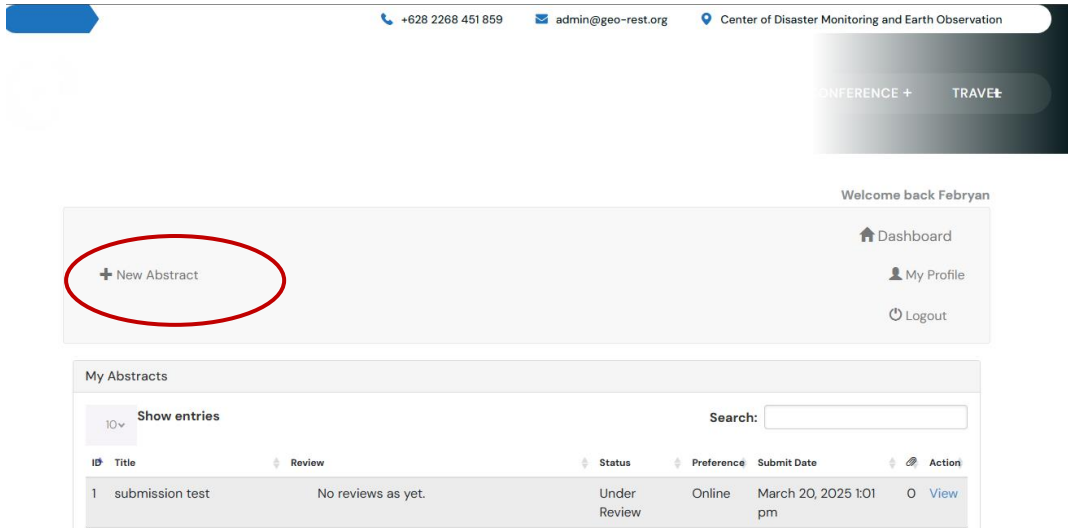 +628 2268 451 859 admin@geo-rest.org Center of Disaster Monitoring and Earth Observation
CONFERENCE + TRAVEL+
Welcome back Febryan
Dashboard
+ New Abstract
My Profile
Logout
My Abstracts
10 Show entries Search:
ID Title Review Status Preference Submit Date Action
1 submission test No reviews as yet. Under Review Online March 20, 2025 1:01 pm 0 View